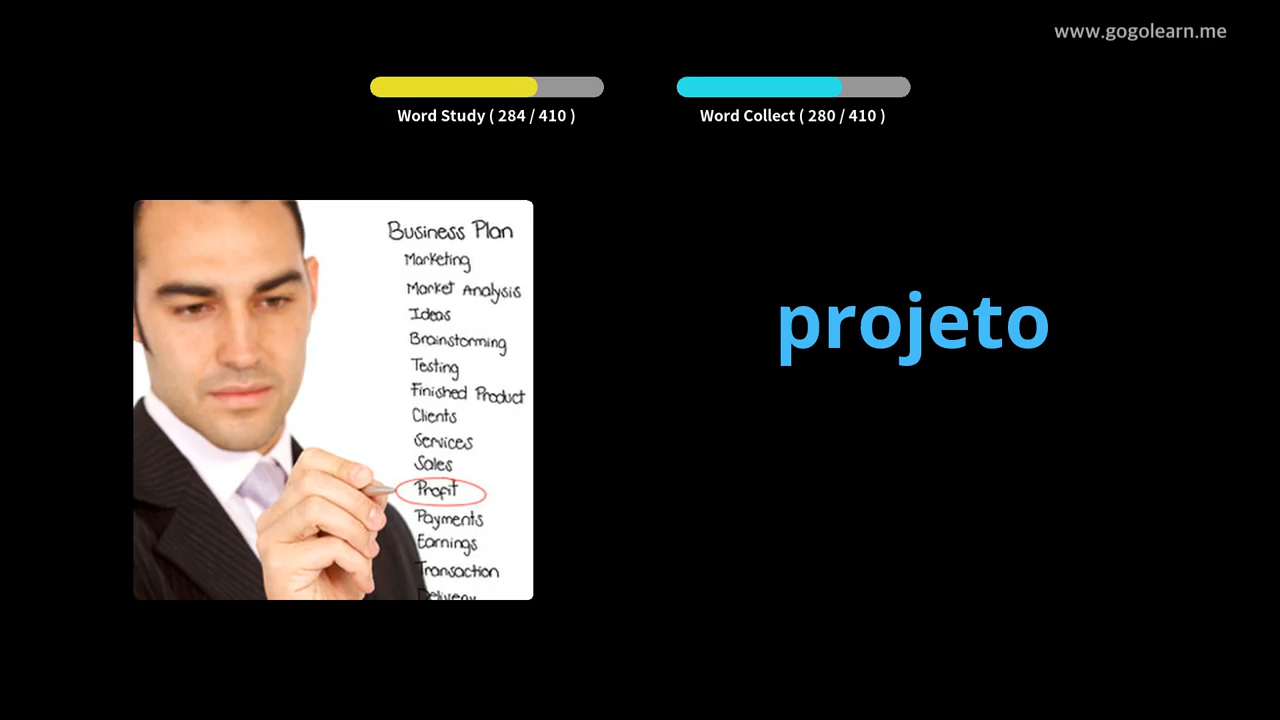 www.gogolearn.me
Word Study ( 284 / 410 )
Word Collect ( 280 / 410 )
Business Plan
Marketing
Market Analysis
Ideas
Brainstorming
Testing
Finished Product
Clients
Services
Sales
Profit
Payments
Earnings
Transaction
Delivery
projeto